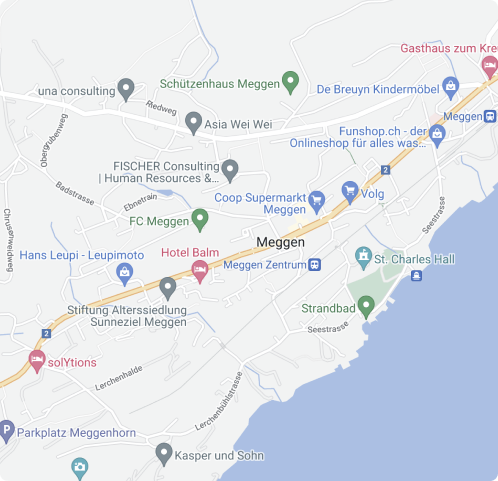 Gasthaus zum Kre
Schützenhaus Meggen
una consulting
De Breuyn Kindermöbel
Riedweg
Asia Wei Wei
Meggen
Obergrubenweg
Funshop.ch - der
Onlineshop für alles was...
FISCHER Consulting
| Human Resources &...
2
Badstrasse
Ebnetrain
Coop Supermarkt
Meggen
Volg
Seestrasse
Chruserweidweg
FC Meggen
Meggen
Hotel Balm
Hans Leupi - Leupimoto
Meggen Zentrum
St. Charles Hall
Stiftung Alterssiedlung
Sunneziel Meggen
Strandbad
Seestrasse
2
solYtions
Lerchenhalde
Lerchenbühlstrasse
P
Parkplatz Meggenhorn
Kasper und Sohn